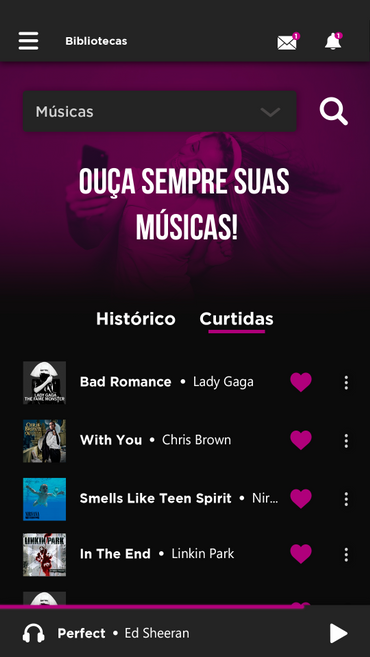 Bibliotecas
1
1
Músicas
OUÇA SEMPRE SUAS
MÚSICAS!
Histórico Curtidas
Bad Romance • Lady Gaga
LADY GAGA
THE FAME MONSTER
With You • Chris Brown
Smells Like Teen Spirit • Nir...
LINKIN PARK
In The End • Linkin Park
Perfect • Ed Sheeran